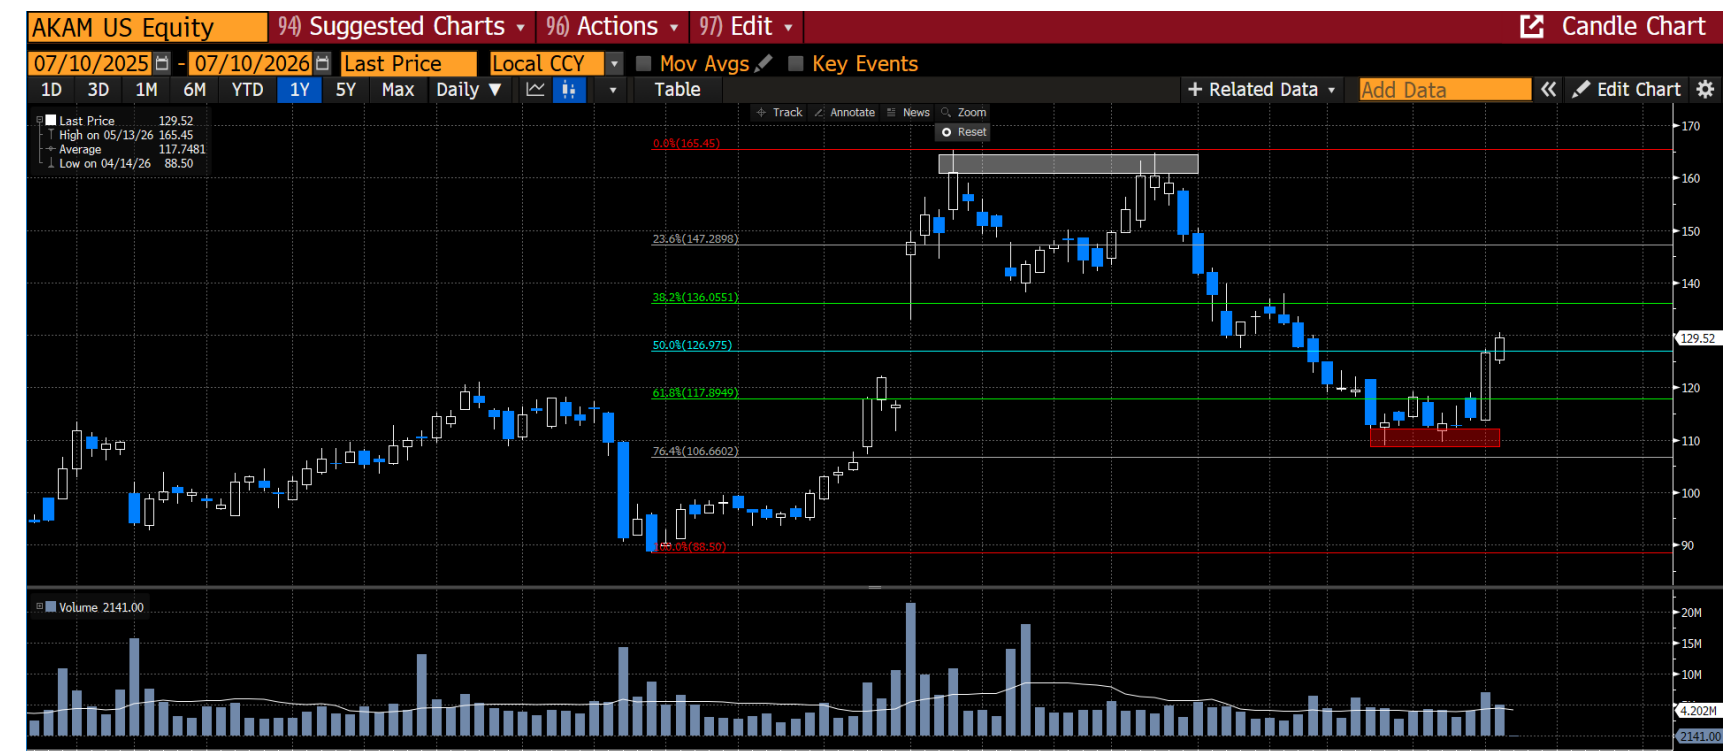 AKAM US Equity 94) Suggested Charts 96) Actions 97) Edit Candle Chart
07/10/2025 - 07/10/2026 Last Price Local CCY Mov Avgs Key Events
1D 3D 1M 6M YTD 1Y 5Y Max Daily ▼ Table + Related Data Add Data « Edit Chart
Track Annotate News Zoom
Reset
Last Price 129.52
High on 05/13/26 165.45
Average 117.7481
Low on 04/14/26 88.50
0.0%(165.45)
23.6%(147.2898)
38.2%(136.0551)
50.0%(126.975)
61.8%(117.8949)
76.4%(106.6602)
170
160
150
140
129.52
120
110
100
90
Volume 2141.00
20M
15M
10M
4.202M
2141.00